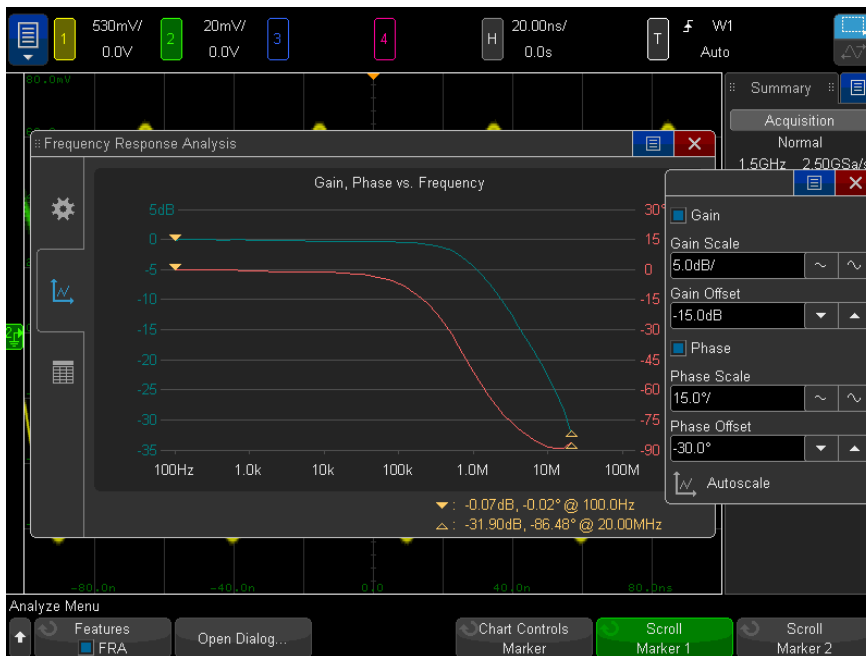 1
530mV/
0.0V
2
20mV/
0.0V
3
4
H
20.00ns/
0.0s
T
W1
Auto
80.0mV
Summary
Acquisition
Normal
1.5GHz 2.50GSa/s
Frequency Response Analysis
Gain, Phase vs. Frequency
5dB
0
-5
-10
-15
-20
-25
-30
-35
30°
15
0
-15
-30
-45
-60
-75
-90
100Hz 1.0k 10k 100k 1.0M 10M 100M
-0.07dB, -0.02° @ 100.0Hz
-31.90dB, -86.48° @ 20.00MHz
Gain
Gain Scale
5.0dB/
Gain Offset
-15.0dB
Phase
Phase Scale
15.0°/
Phase Offset
-30.0°
Autoscale
2
-80.0n -40.0n 0.0 40.0n 80.0ns
Analyze Menu
Features
FRA
Open Dialog...
Chart Controls
Marker
Scroll
Marker 1
Scroll
Marker 2